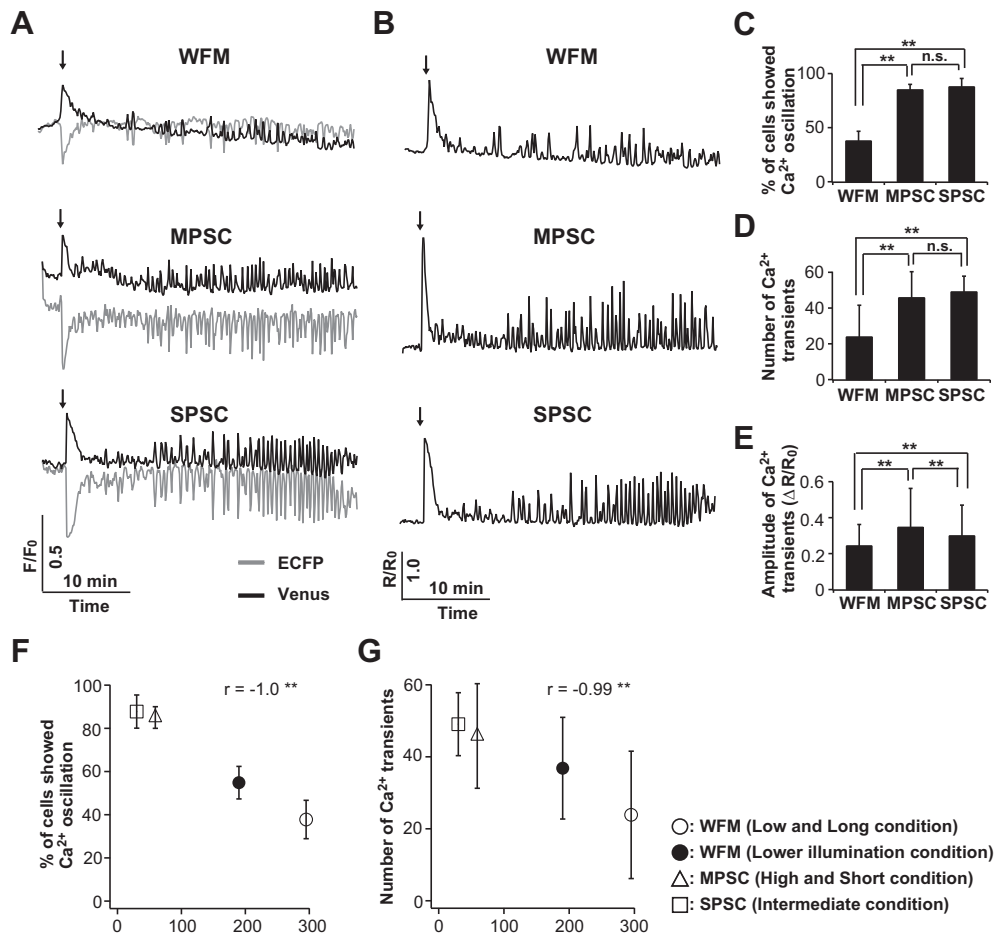 A
WFM
MPSC
SPSC
F/F0
0.5
10 min
Time
ECFP
Venus
B
WFM
MPSC
SPSC
R/R0
1.0
10 min
Time
C
% of cells showed
Ca2+ oscillation
100
50
0
**
**
n.s.
WFM MPSC SPSC
D
Number of Ca2+
transients
60
40
20
0
**
**
n.s.
WFM MPSC SPSC
E
Amplitude of Ca2+
transients (Δ R/R0)
0.6
0.4
0.2
0
**
**
**
WFM MPSC SPSC
F
% of cells showed
Ca2+ oscillation
100
80
60
40
20
0
r = -1.0 **
0 100 200 300
G
Number of Ca2+ transients
60
40
20
0
r = -0.99 **
0 100 200 300
○: WFM (Low and Long condition)
●: WFM (Lower illumination condition)
△: MPSC (High and Short condition)
□: SPSC (Intermediate condition)